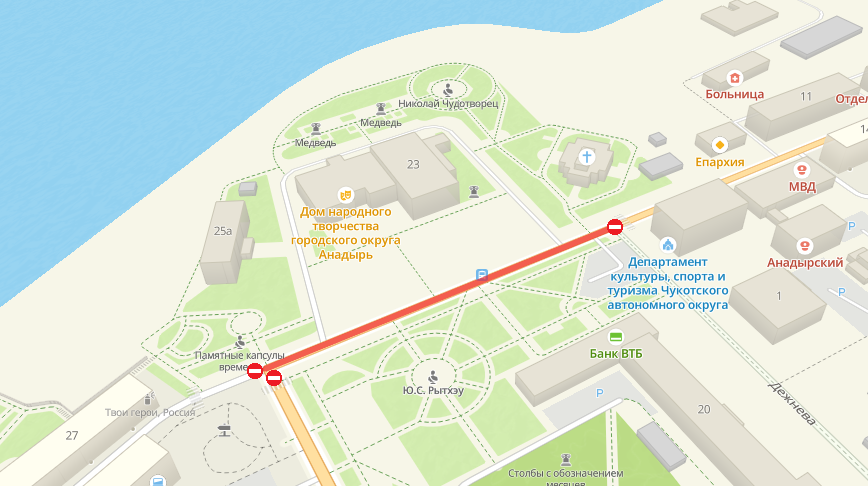 Больница
11
Отдел
Николай Чудотворец
Медведь
Медведь
14
23
Епархия
МВД
Дом народного
творчества
городского округа
Анадырь
25а
P
Анадырский
Департамент
культуры, спорта и
туризма Чукотского
автономного округа
P
1
Памятные капсулы
време
Банк ВТБ
Ю.С. Рытхэу
P
Дежнева
Твои герои, Россия
20
27
Столбы с обозначением
месяцев